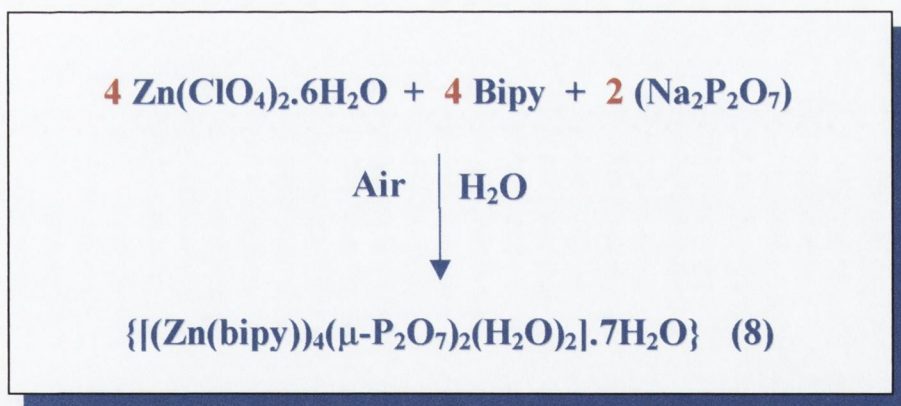 4 Zn(ClO₄)₂.6H₂O + 4 Bipy + 2 (Na₂P₂O₇)
Air H₂O
{[(Zn(bipy))₄(μ-P₂O₇)₂(H₂O)₂].7H₂O} (8)